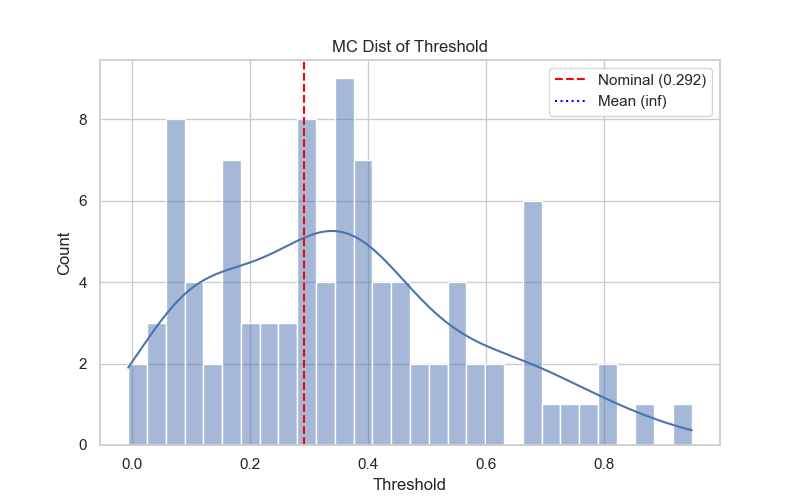 MC Dist of Threshold
Nominal (0.292)
Mean (inf)
8
6
4
2
0
Count
0.0 0.2 0.4 0.6 0.8
Threshold